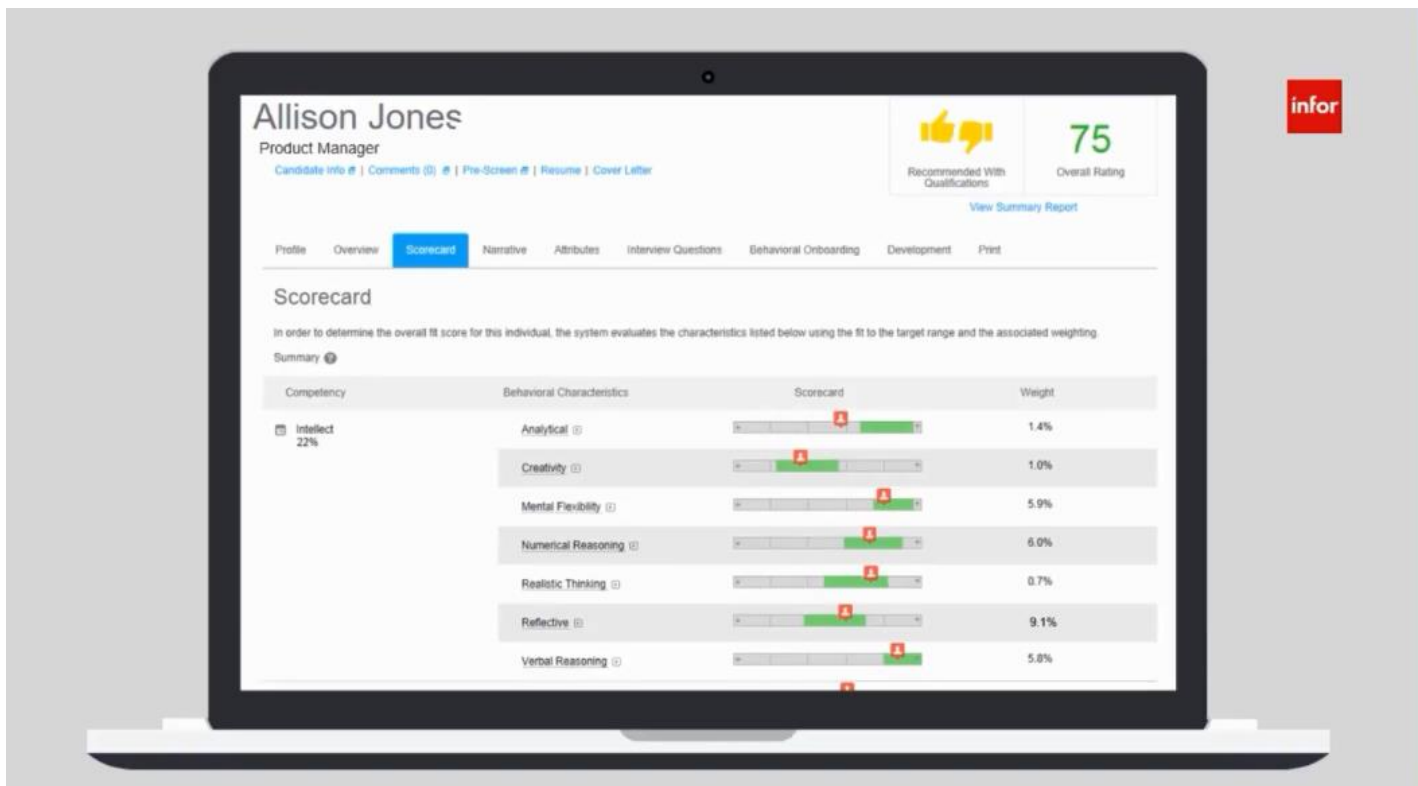 infor
Allison Jones
Product Manager
Candidate Info | Comments (0) | Pre-Screen | Resume | Cover Letter
Recommended With
Qualifications
75
Overall Rating
View Summary Report
Profile Overview Scorecard Narrative Attributes Interview Questions Behavioral Onboarding Development Print
Scorecard
In order to determine the overall fit score for this individual, the system evaluates the characteristics listed below using the fit to the target range and the associated weighting.
Summary ?
Competency Behavioral Characteristics Scorecard Weight
Intellect
22%
Analytical 1.4%
Creativity 1.0%
Mental Flexibility 5.9%
Numerical Reasoning 6.0%
Realistic Thinking 0.7%
Reflective 9.1%
Verbal Reasoning 5.8%